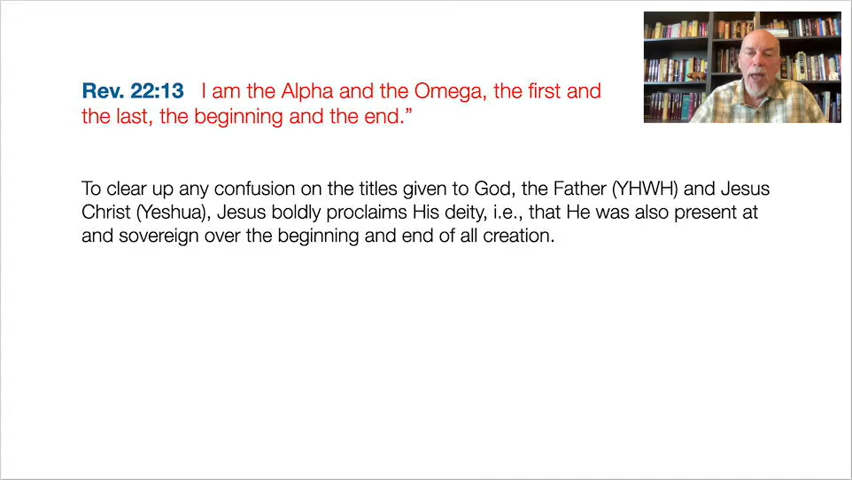 Rev. 22:13 I am the Alpha and the Omega, the first and
the last, the beginning and the end.”
To clear up any confusion on the titles given to God, the Father (YHWH) and Jesus
Christ (Yeshua), Jesus boldly proclaims His deity, i.e., that He was also present at
and sovereign over the beginning and end of all creation.